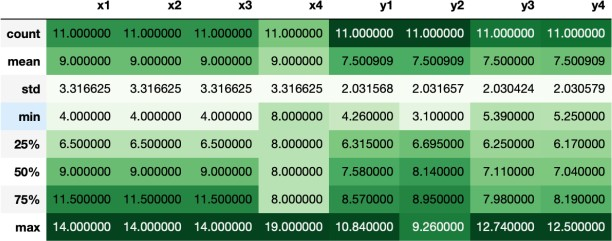 x1 x2 x3 x4 y1 y2 y3 y4
count 11.000000 11.000000 11.000000 11.000000 11.000000 11.000000 11.000000 11.000000
mean 9.000000 9.000000 9.000000 9.000000 7.500909 7.500909 7.500000 7.500909
std 3.316625 3.316625 3.316625 3.316625 2.031568 2.031657 2.030424 2.030579
min 4.000000 4.000000 4.000000 8.000000 4.260000 3.100000 5.390000 5.250000
25% 6.500000 6.500000 6.500000 8.000000 6.315000 6.695000 6.250000 6.170000
50% 9.000000 9.000000 9.000000 8.000000 7.580000 8.140000 7.110000 7.040000
75% 11.500000 11.500000 11.500000 8.000000 8.570000 8.950000 7.980000 8.190000
max 14.000000 14.000000 14.000000 19.000000 10.840000 9.260000 12.740000 12.500000